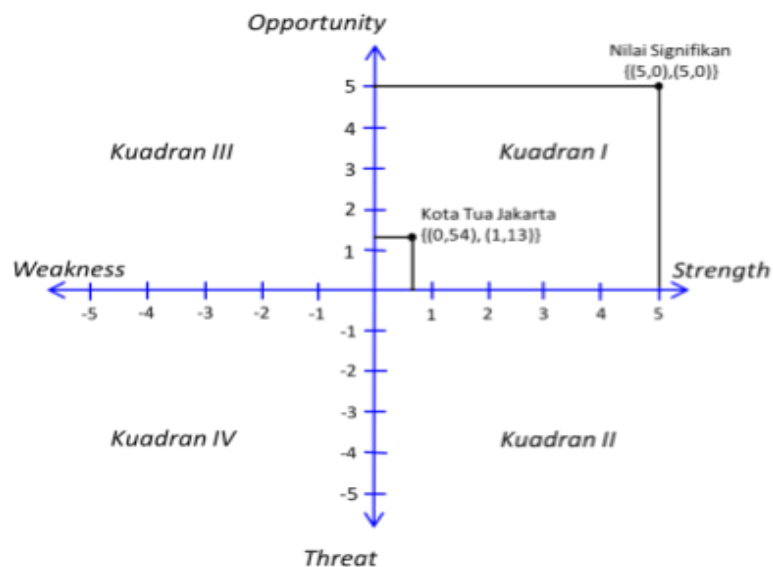 Opportunity
Nilai Signifikan
{((5,0),(5,0)}
5
4
Kuadran III
Kuadran I
3
2
Kota Tua Jakarta
{((0,54), (1,13)}
1
Weakness
Strength
-5
-4
-3
-2
-1
1
2
3
4
5
-1
-2
-3
Kuadran IV
Kuadran II
-4
-5
Threat